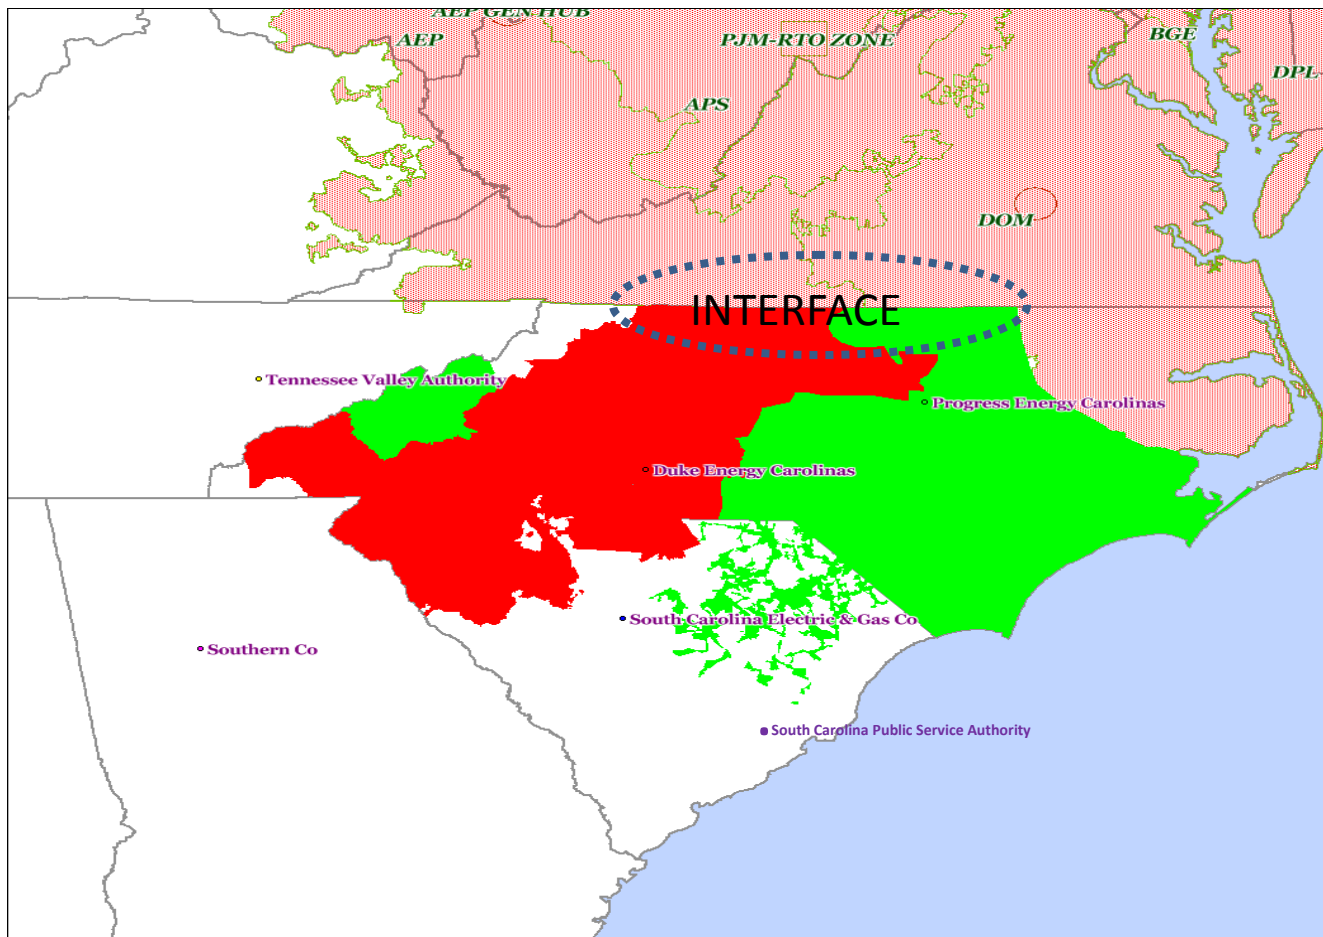 AEP GEN HUB
AEP
PJM-RTO ZONE
BGE
DPL
APS
DOM
INTERFACE
Tennessee Valley Authority
Progress Energy Carolinas
Duke Energy Carolinas
South Carolina Electric & Gas Co
Southern Co
South Carolina Public Service Authority